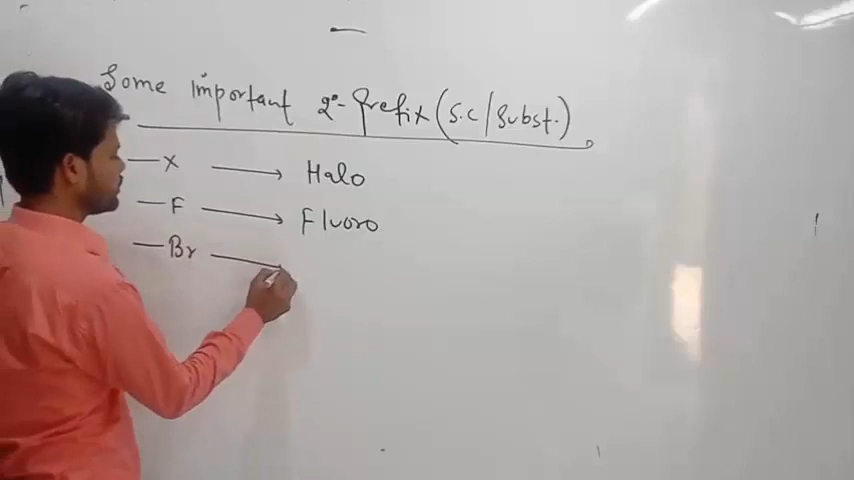 Some important 2°-Prefix (S.C/Subst.)
—X → Halo
—F → Fluoro
—Br →